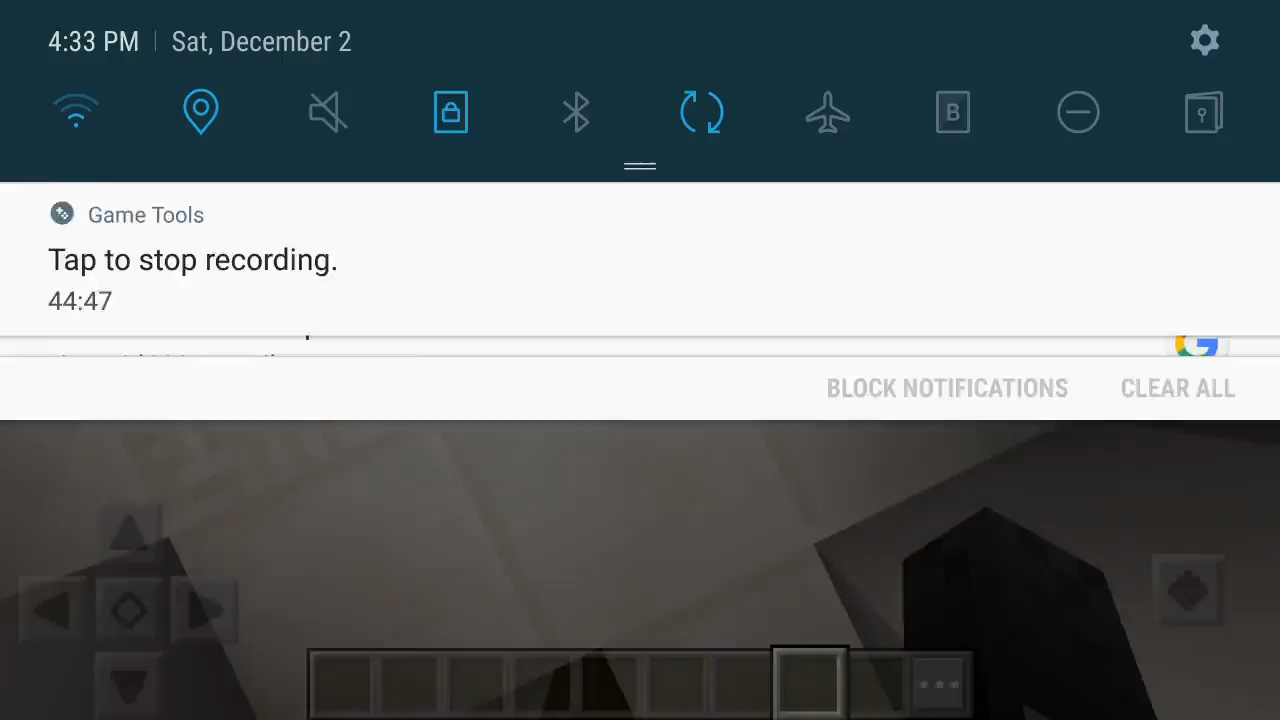 4:33 PM
Sat, December 2
B
Game Tools
Tap to stop recording.
44:47
BLOCK NOTIFICATIONS
CLEAR ALL